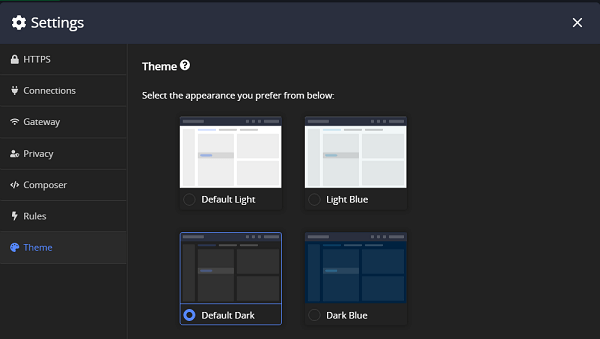 Settings
HTTPS
Connections
Gateway
Privacy
Composer
Rules
Theme
Theme
Select the appearance you prefer from below:
Default Light
Light Blue
Default Dark
Dark Blue